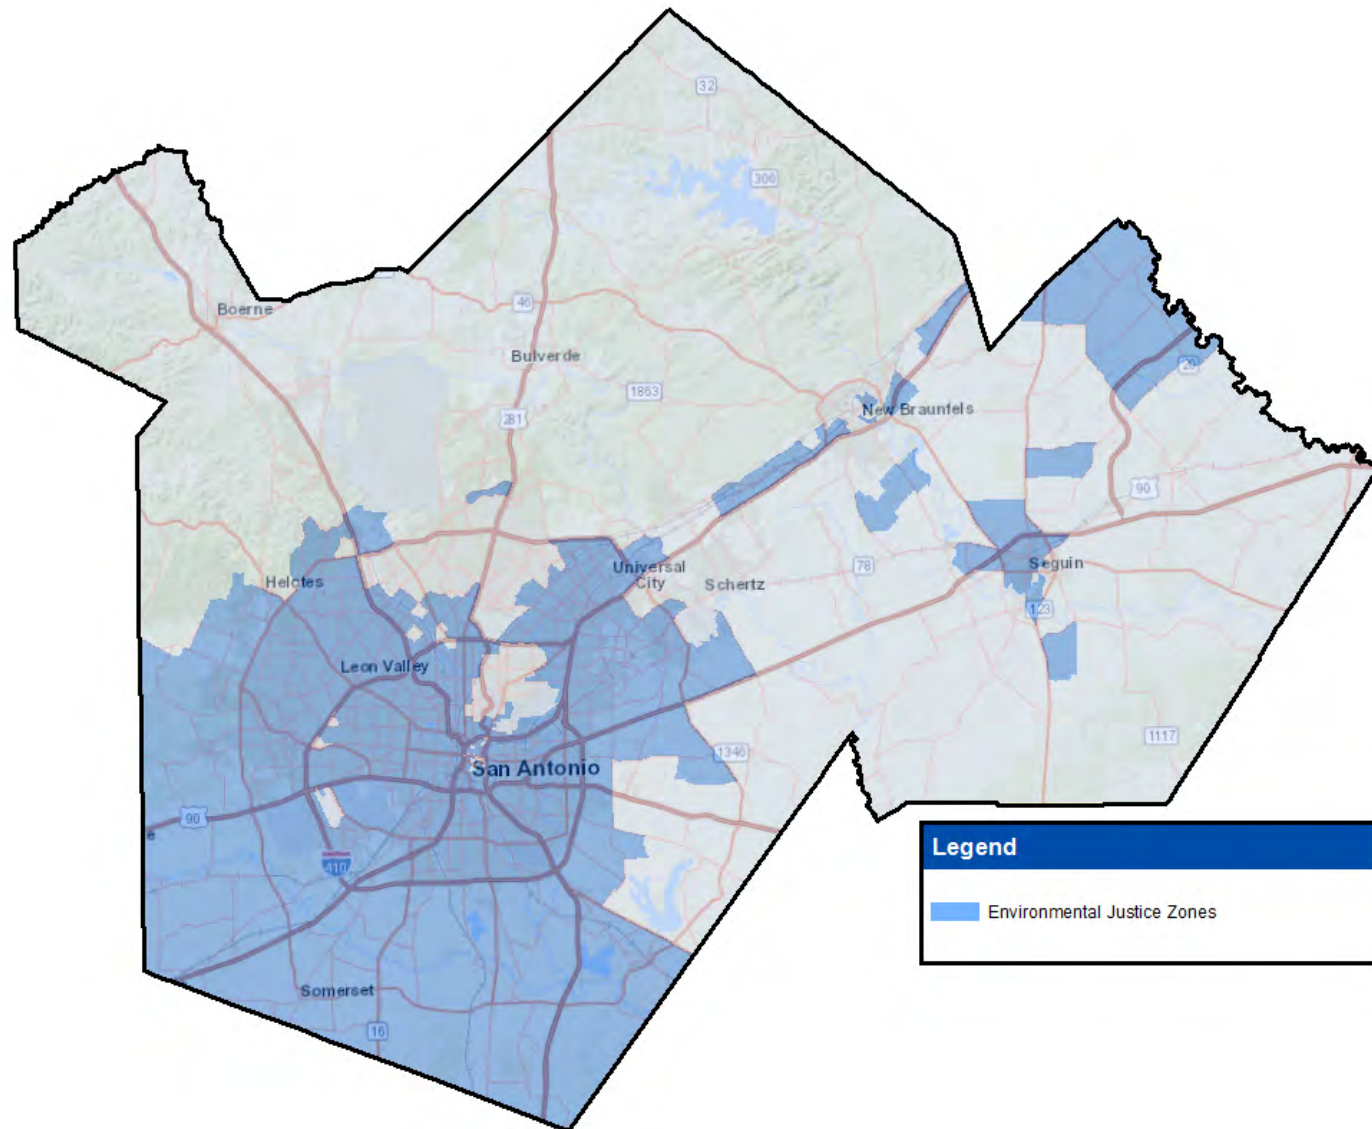 32
306
Boerne
46
Bulverde
1863
281
New Braunfels
20
90
Helotes
Universal
City
Schertz
78
Seguin
123
Leon Valley
1346
1117
San Antonio
90
e
410
Somerset
16
Legend
Environmental Justice Zones